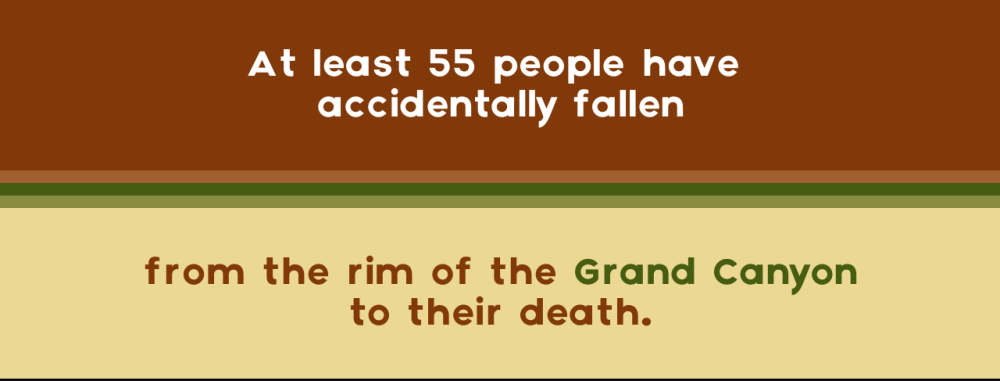 At least 55 people have
accidentally fallen
from the rim of the Grand Canyon
to their death.